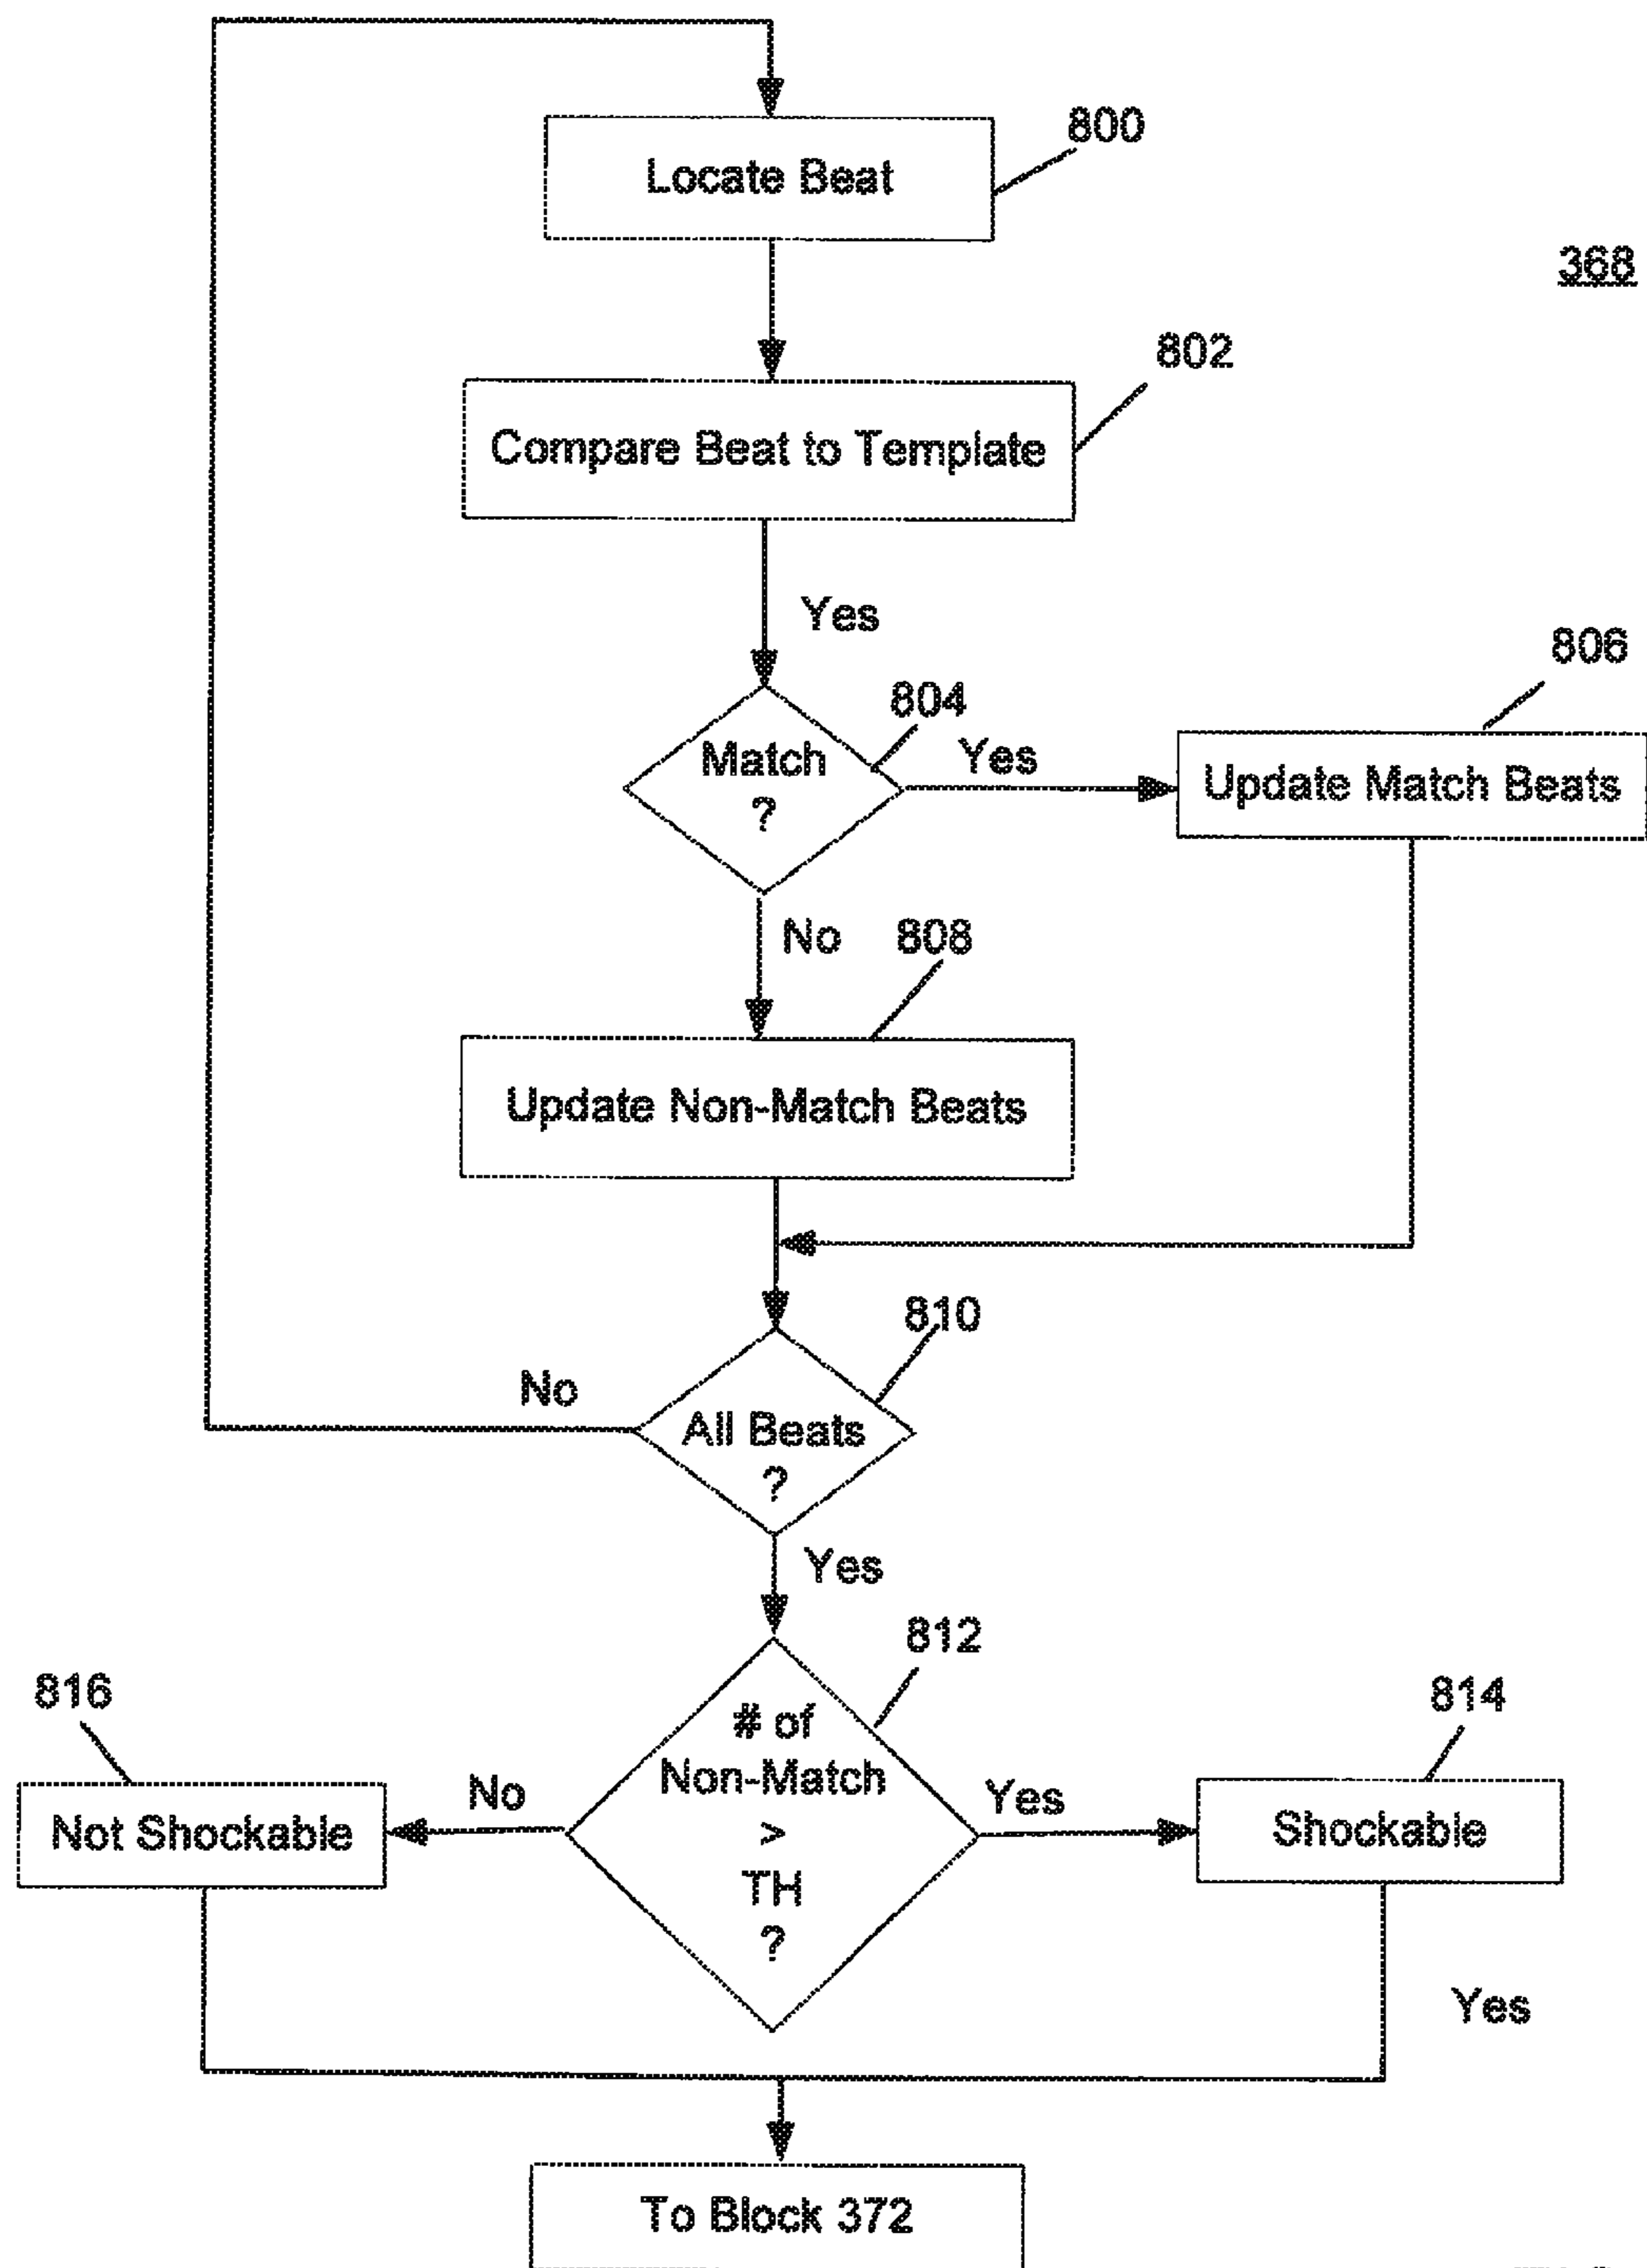 800
Locate Beat
368
802
Compare Beat to Template
Yes
806
804
Match
?
Yes
Update Match Beats
No
808
Update Non-Match Beats
810
No
All Beats
?
Yes
812
816
814
# of
Non-Match
>
TH
?
No
Yes
Not Shockable
Shockable
Yes
To Block 372